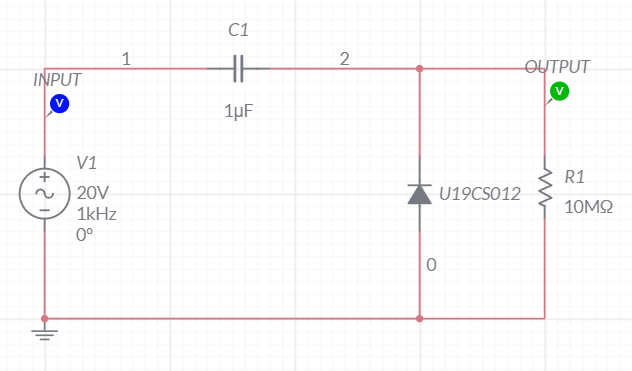 C1
1
2
1µF
INPUT
V
OUTPUT
V
V1
20V
1kHz
0°
U19CS012
R1
10MΩ
0